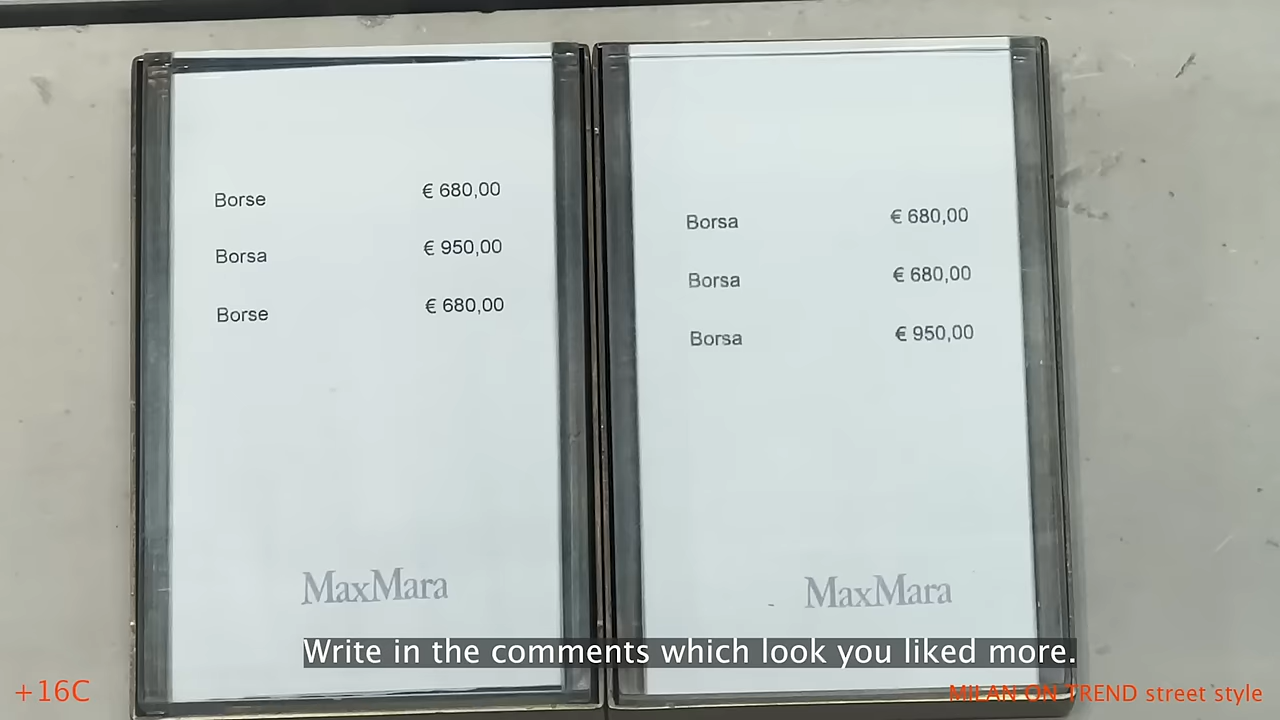 Borse € 680,00
Borsa € 950,00
Borse € 680,00
MaxMara
Borsa € 680,00
Borsa € 680,00
Borsa € 950,00
MaxMara
Write in the comments which look you liked more.
+16C
MILAN ON TREND street style